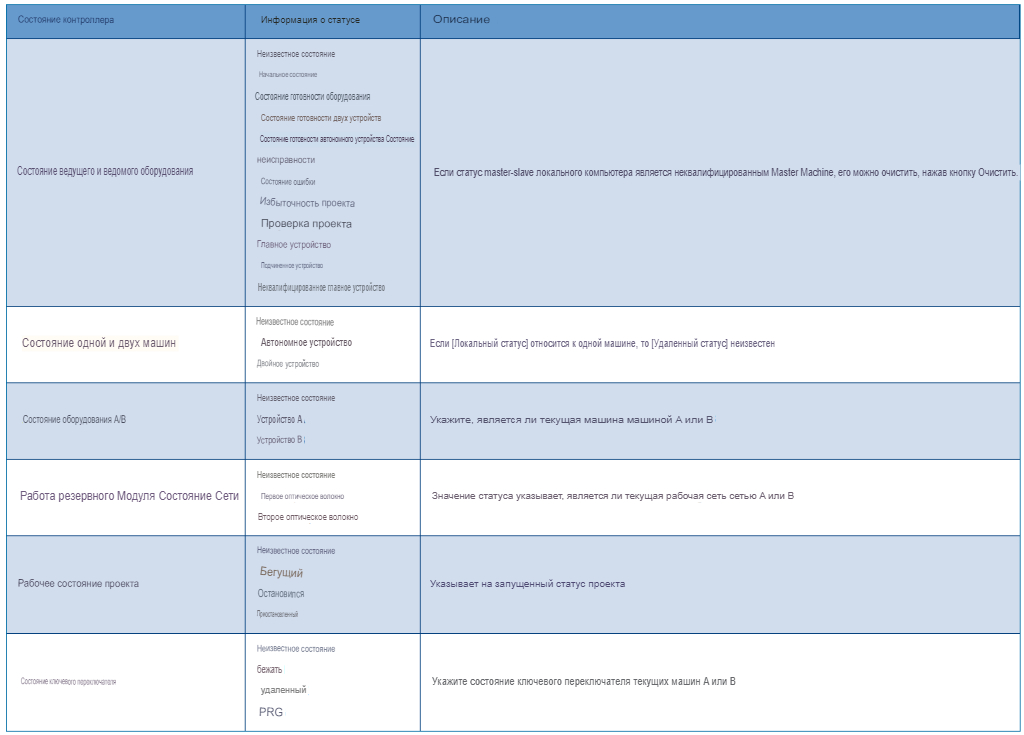 Состояние контроллера
Информация о статусе
Описание
Состояние ведущего и ведомого оборудования
Неизвестное состояние
Начальное состояние
Состояние готовности оборудования
Состояние готовности двух устройств
Состояние готовности автономного устройства Состояние
неисправности
Состояние ошибки
Избыточность проекта
Проверка проекта
Главное устройство
Подчиненное устройство
Неквалифицированное главное устройство
Если статус master-slave локального компьютера является неквалифицированным Master Machine, его можно очистить, нажав кнопку Очистить.
Состояние одной и двух машин
Неизвестное состояние
Автономное устройство
Двойное устройство
Если [Локальный статус] относится к одной машине, то [Удаленный статус] неизвестен
Состояние оборудования A/B
Неизвестное состояние
Устройство A;
Устройство B;
Укажите, является ли текущая машина машиной A или B
Работа резервного Модуля Состояние Сети
Неизвестное состояние
Первое оптическое волокно
Второе оптическое волокно
Значение статуса указывает, является ли текущая рабочая сеть сетью A или B
Рабочее состояние проекта
Неизвестное состояние
Бегущий
Остановился
Приостановленный
Указывает на запущенный статус проекта
Состояние ключевого переключателя
Неизвестное состояние
бежать
удаленный
PRG
Укажите состояние ключевого переключателя текущих машин A или B